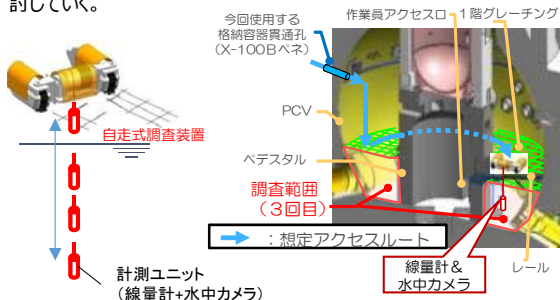 討していく。
今回使用する
格納容器貫通孔
（X-100Bペネ）
作業員アクセスロ
1階グレーチング
PCV
自走式調査装置
ペデスタル
調査範囲
（3回目）
：想定アクセスルート
線量計＆
水中カメラ
レール
計測ユニット
（線量計+水中カメラ）